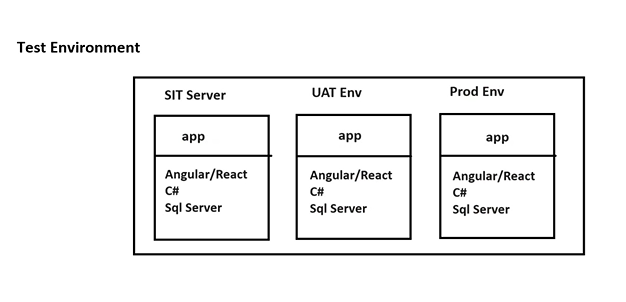 Test Environment
SIT Server
UAT Env
Prod Env
app
app
app
Angular/React
C#
Sql Server
Angular/React
C#
Sql Server
Angular/React
C#
Sql Server